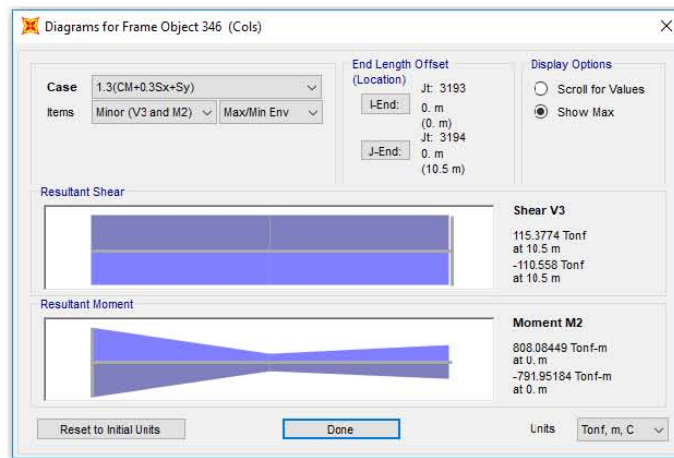 Diagrams for Frame Object 346 (Cols)
Case 1.3(CM+0.3Sx+Sy)
Items Minor (V3 and M2) Max/Min Env
End Length Offset
(Location)
I-End:
Jt: 3193
0. m
(0. m)
J-End:
Jt: 3194
0. m
(10.5 m)
Display Options
Scroll for Values
Show Max
Resultant Shear
Shear V3
115.3774 Tonf
at 10.5 m
-110.558 Tonf
at 10.5 m
Resultant Moment
Moment M2
808.08449 Tonf-m
at 0. m
-791.95184 Tonf-m
at 0. m
Reset to Initial Units
Done
Units Tonf, m, C